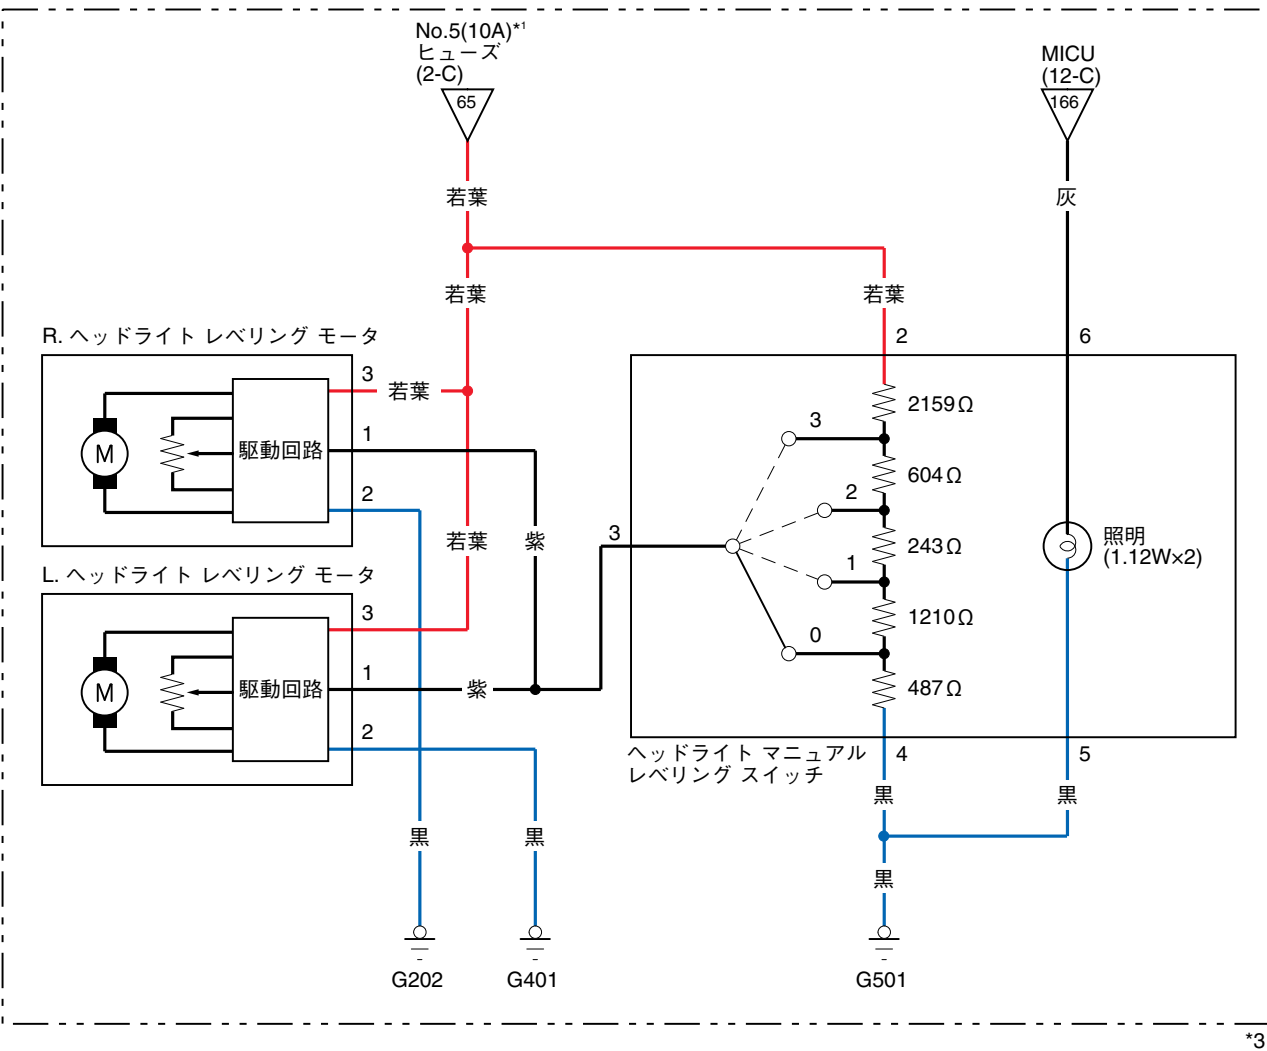 No.5(10A)*1
ヒューズ
(2-C)
65
MICU
(12-C)
166
若葉
灰
若葉
若葉
R. ヘッドライト レベリング モータ
2
6
3
若葉
2159Ω
3
1
M
駆動回路
604Ω
2
2
若葉
紫
3
243Ω
照明
(1.12W×2)
1
L. ヘッドライト レベリング モータ
3
1210Ω
0
1
M
駆動回路
紫
487Ω
2
ヘッドライト マニュアル
レベリング スイッチ
4
5
黒
黒
黒
黒
黒
G202
G401
G501
*3